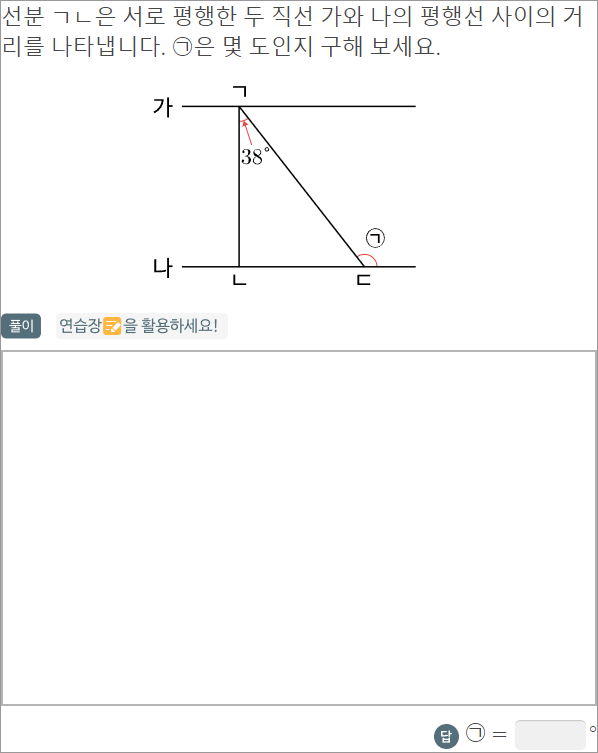 선분 ㄱㄴ은 서로 평행한 두 직선 가와 나의 평행선 사이의 거
리를 나타냅니다. ㉠은 몇 도인지 구해 보세요.
ㄱ
가
38°
㉠
나
ㄴ ㄷ
풀이 연습장을 활용하세요!
답 ㉠ = °